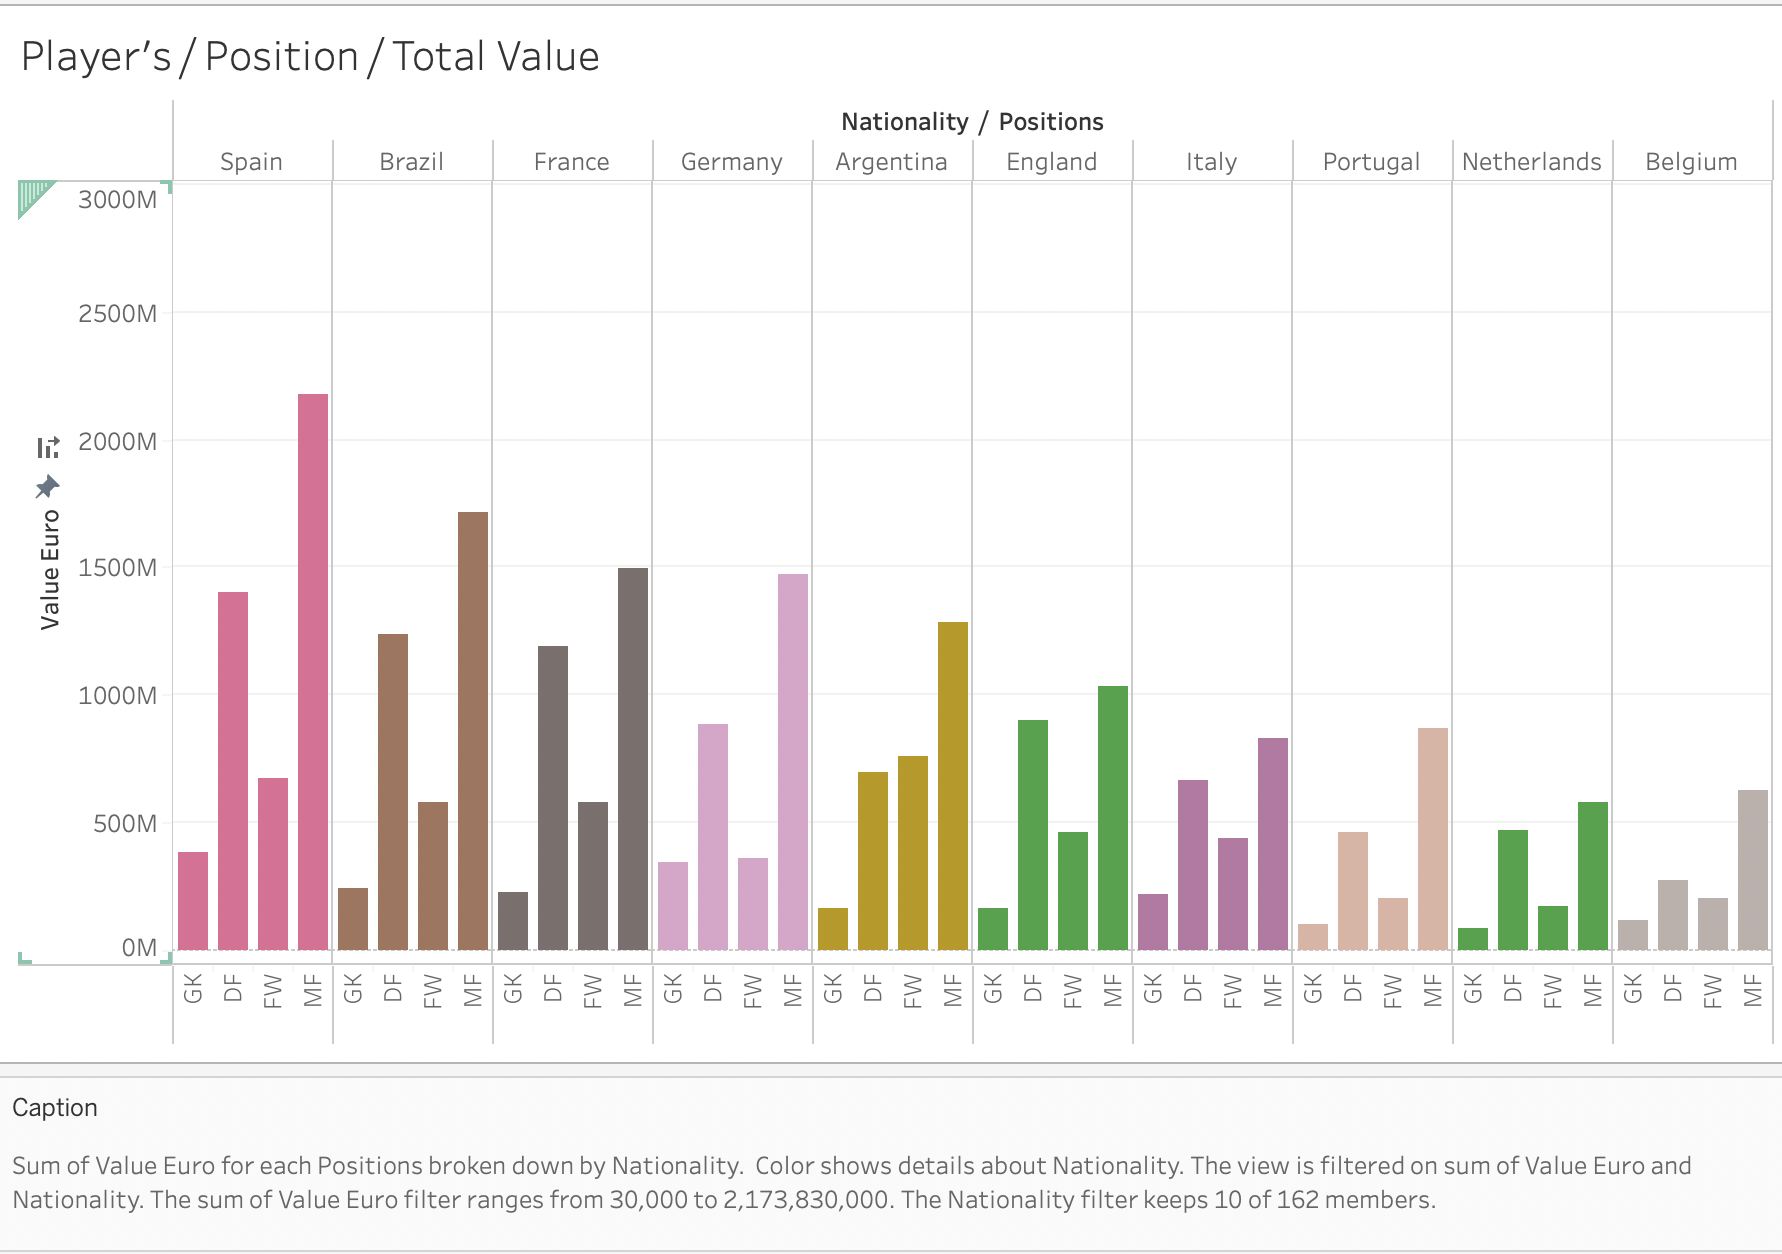 Player's / Position / Total Value
Nationality / Positions
Spain Brazil France Germany Argentina England Italy Portugal Netherlands Belgium
3000M
2500M
2000M
1500M
1000M
500M
0M
Value Euro
GK DF FW MF GK DF FW MF GK DF FW MF GK DF FW MF GK DF FW MF GK DF FW MF GK DF FW MF GK DF FW MF GK DF FW MF GK DF FW MF
Caption
Sum of Value Euro for each Positions broken down by Nationality.  Color shows details about Nationality. The view is filtered on sum of Value Euro and
Nationality. The sum of Value Euro filter ranges from 30,000 to 2,173,830,000. The Nationality filter keeps 10 of 162 members.